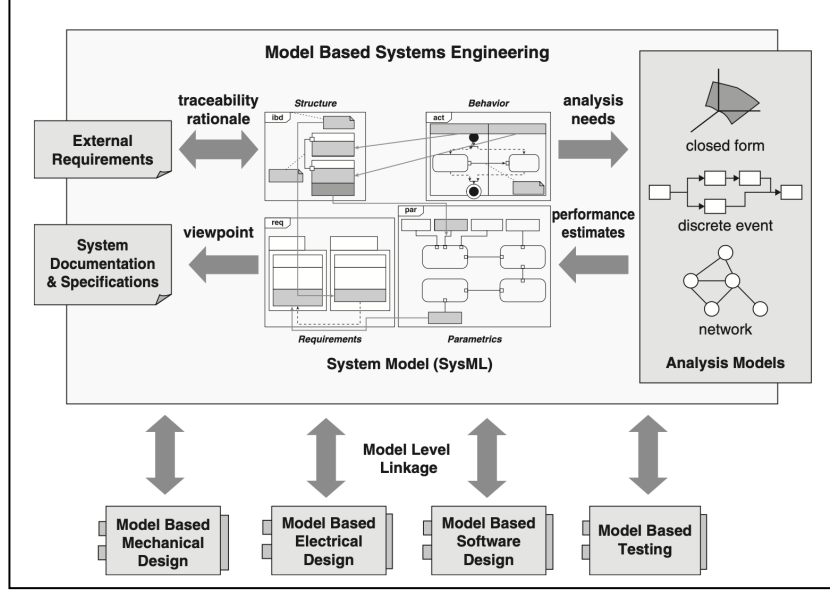 Model Based Systems Engineering
traceability
rationale
Structure
ibd
Behavior
act
analysis
needs
External
Requirements
closed form
discrete event
network
Analysis Models
System
Documentation
& Specifications
viewpoint
req
par
performance
estimates
Requirements
Parametrics
System Model (SysML)
Model Level
Linkage
Model Based
Mechanical
Design
Model Based
Electrical
Design
Model Based
Software
Design
Model Based
Testing